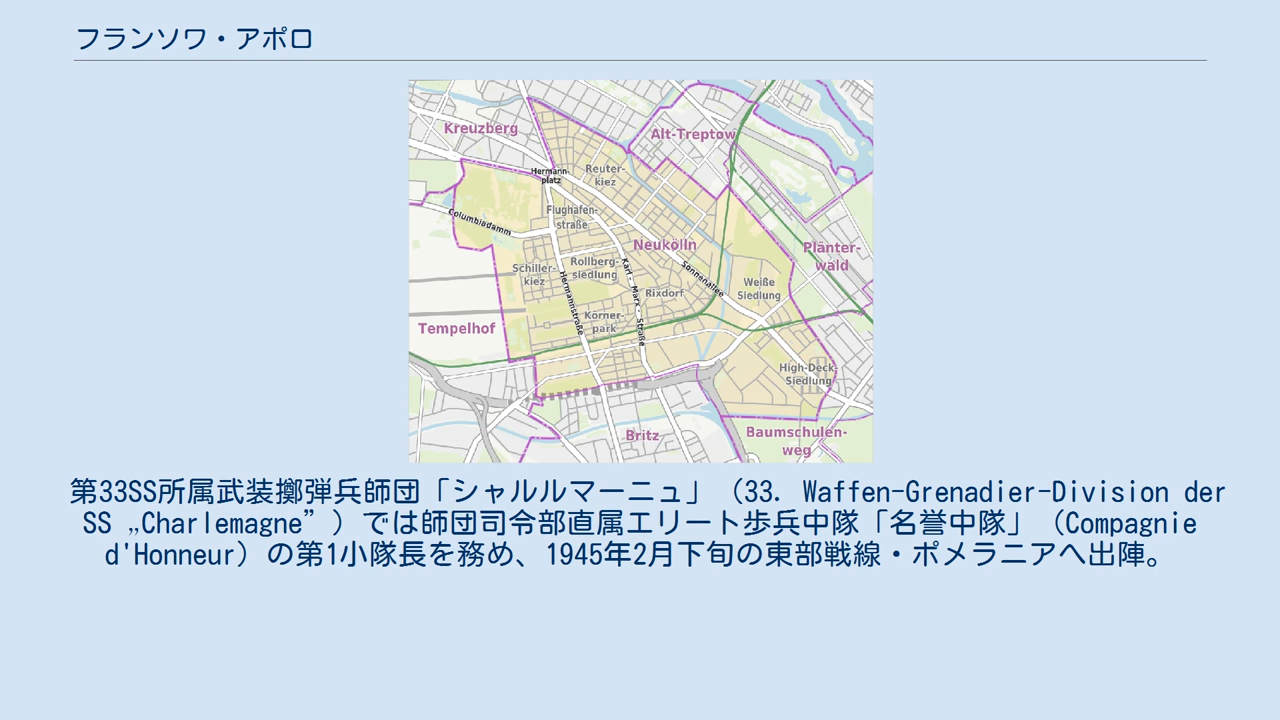 フランソワ・アポロ
Kreuzberg
Alt-Treptow
Hermann-
platz
Reuter-
kiez
Columbiadamm
Flughafen-
straße
Neukölln
Plänter-
wald
Schiller-
kiez
Rollberg-
siedlung
Karl-Marx-Straße
Sonnenallee
Hermannstraße
Rixdorf
Weiße
Siedlung
Körner-
park
Tempelhof
High-Deck-
Siedlung
Britz
Baumschulen-
weg
第33SS所属武装擲弾兵師団「シャルルマーニュ」（33. Waffen-Grenadier-Division der
SS „Charlemagne”）では師団司令部直属エリート歩兵中隊「名誉中隊」（Compagnie
d'Honneur）の第1小隊長を務め、1945年2月下旬の東部戦線・ポメラニアへ出陣。